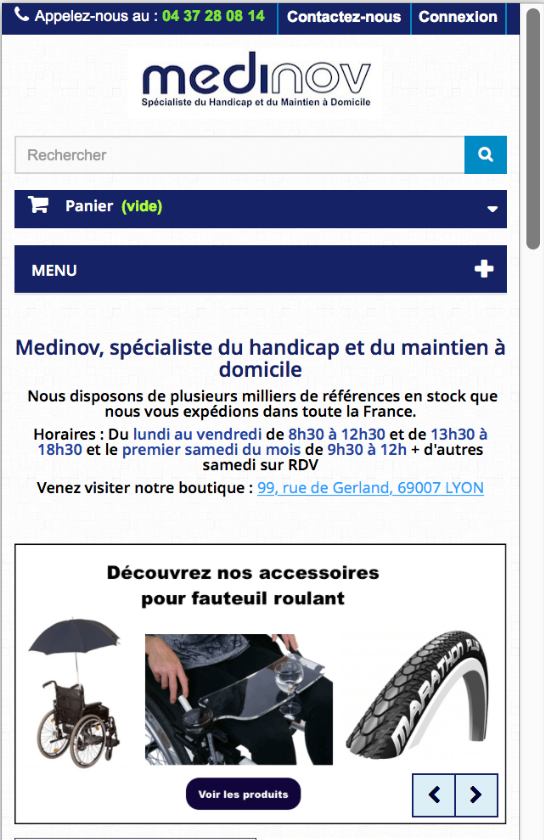 Appelez-nous au : 04 37 28 08 14
Contactez-nous
Connexion
medinov
Spécialiste du Handicap et du Maintien à Domicile
Rechercher
Panier (vide)
MENU
Medinov, spécialiste du handicap et du maintien à
domicile
Nous disposons de plusieurs milliers de références en stock que
nous vous expédions dans toute la France.
Horaires : Du lundi au vendredi de 8h30 à 12h30 et de 13h30 à
18h30 et le premier samedi du mois de 9h30 à 12h + d'autres
samedi sur RDV
Venez visiter notre boutique : 99, rue de Gerland, 69007 LYON
Découvrez nos accessoires
pour fauteuil roulant
MARATHON PLUS
Voir les produits